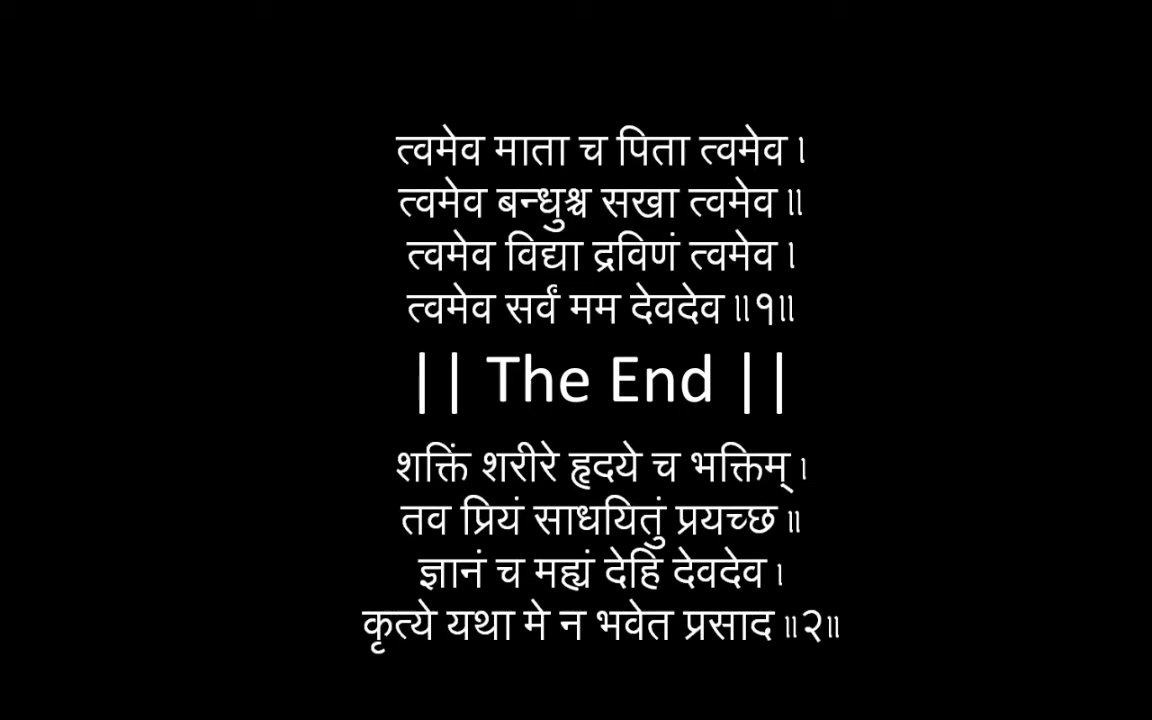 त्वमेव माता च पिता त्वमेव ।
त्वमेव बन्धुश्च सखा त्वमेव ॥
त्वमेव विद्या द्रविणं त्वमेव ।
त्वमेव सर्वं मम देवदेव ॥१॥
|| The End ||
शक्तिं शरीरे हृदये च भक्तिम् ।
तव प्रियं साधयितुं प्रयच्छ ॥
ज्ञानं च मह्यं देहि देवदेव ।
कृत्ये यथा मे न भवेत प्रसाद ॥२॥